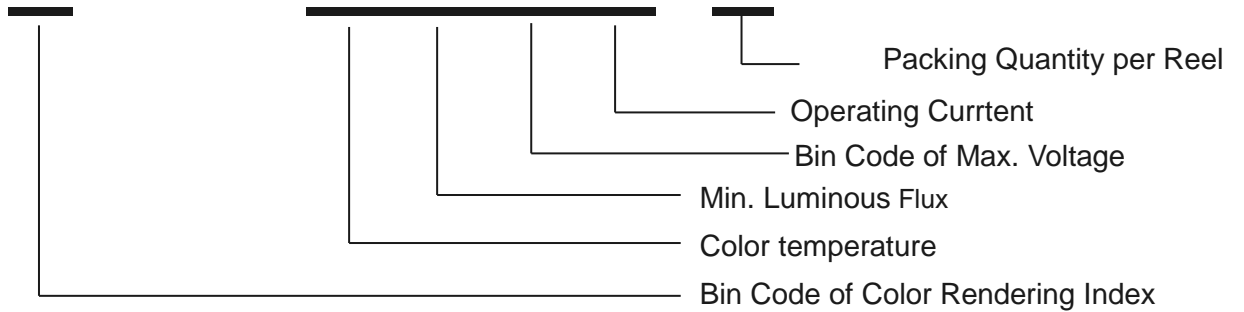 Packing Quantity per Reel
Operating Currtent
Bin Code of Max. Voltage
Min. Luminous Flux
Color temperature
Bin Code of Color Rendering Index